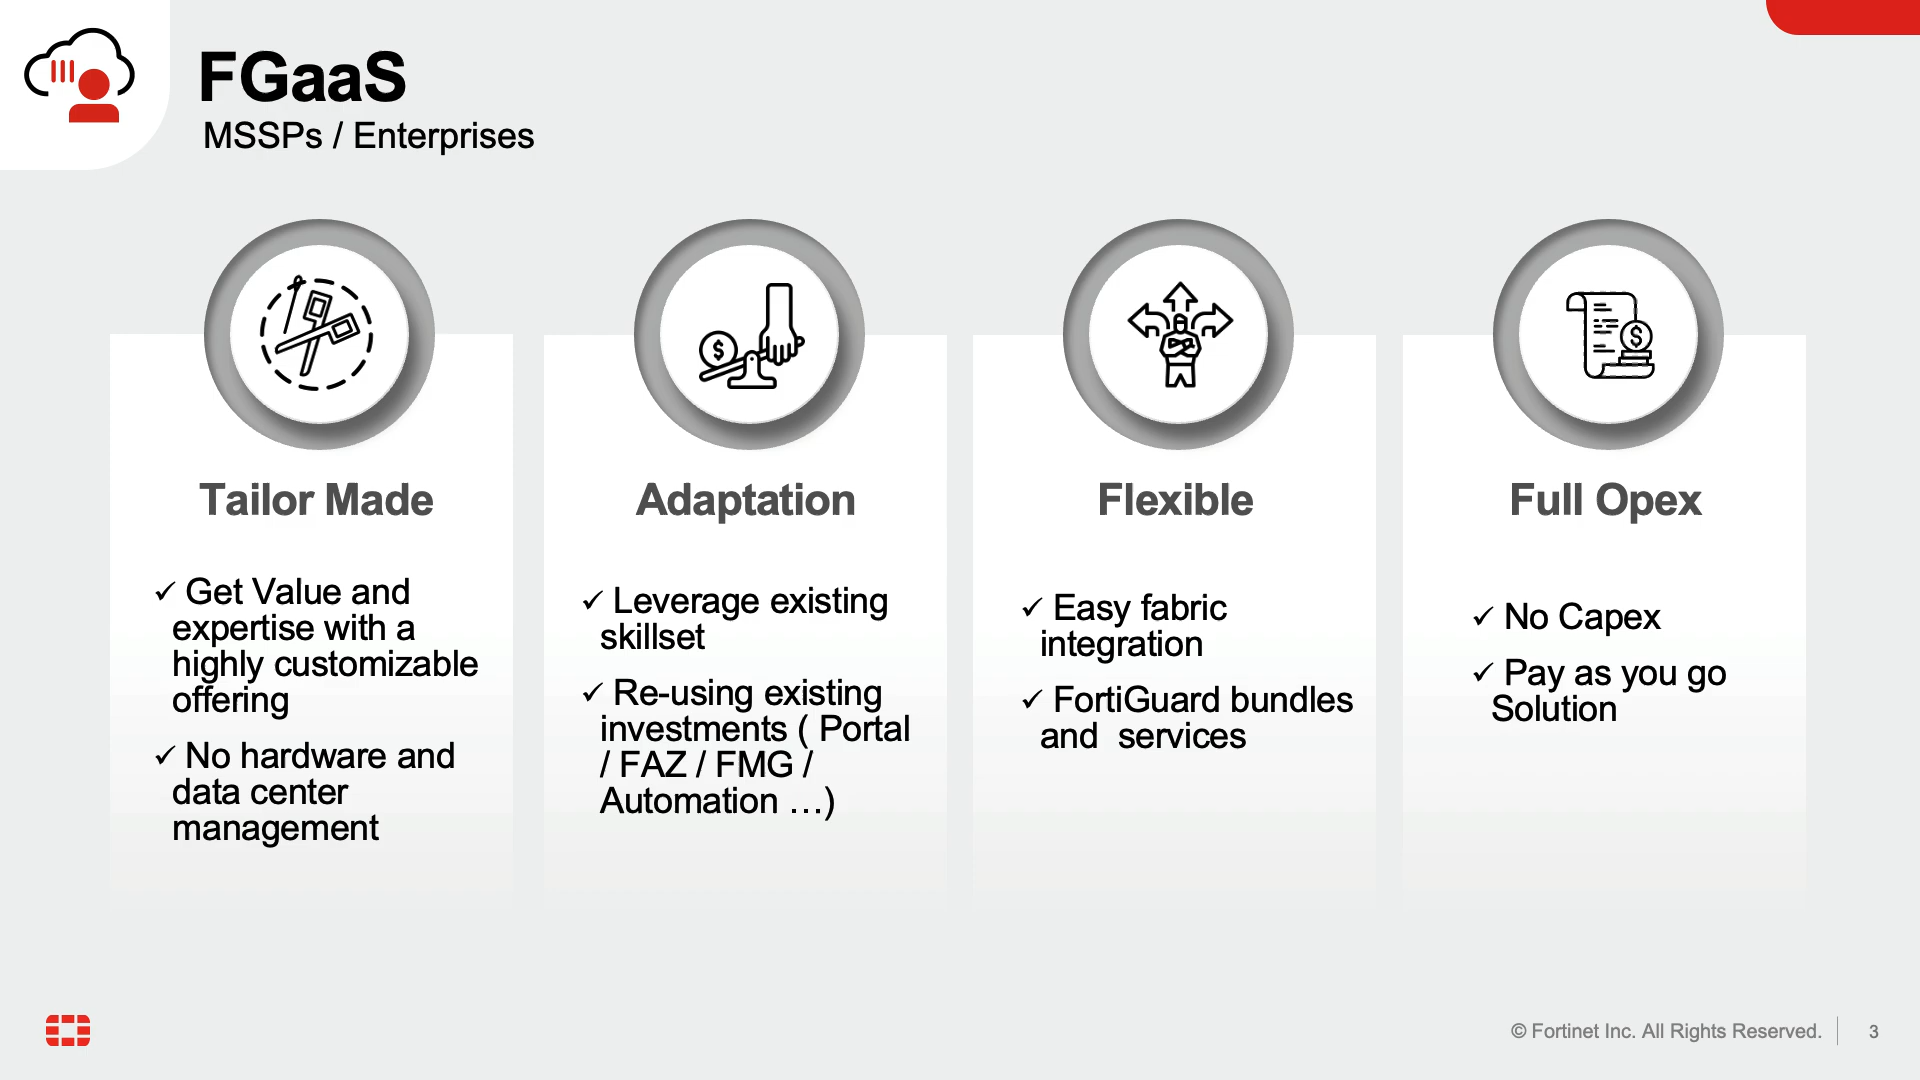 FGaaS
MSSPs / Enterprises
Tailor Made
✓ Get Value and
expertise with a
highly customizable
offering
✓ No hardware and
data center
management
Adaptation
✓ Leverage existing
skillset
✓ Re-using existing
investments ( Portal
/ FAZ / FMG /
Automation …)
Flexible
✓ Easy fabric
integration
✓ FortiGuard bundles
and  services
Full Opex
✓ No Capex
✓ Pay as you go
Solution
© Fortinet Inc. All Rights Reserved.
3